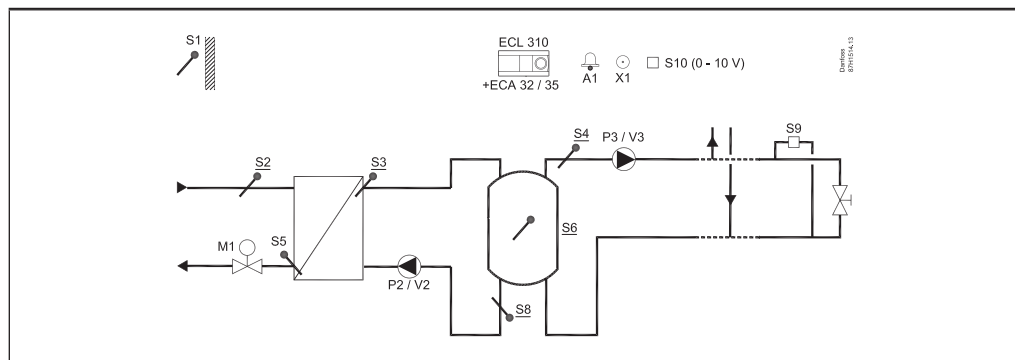 S1
ECL 310
+ECA 32 / 35
A1
X1
S10 (0 - 10 V)
Danfoss
87H1514.13
S2
S3
S4
P3 / V3
S9
S6
M1
S5
P2 / V2
S8